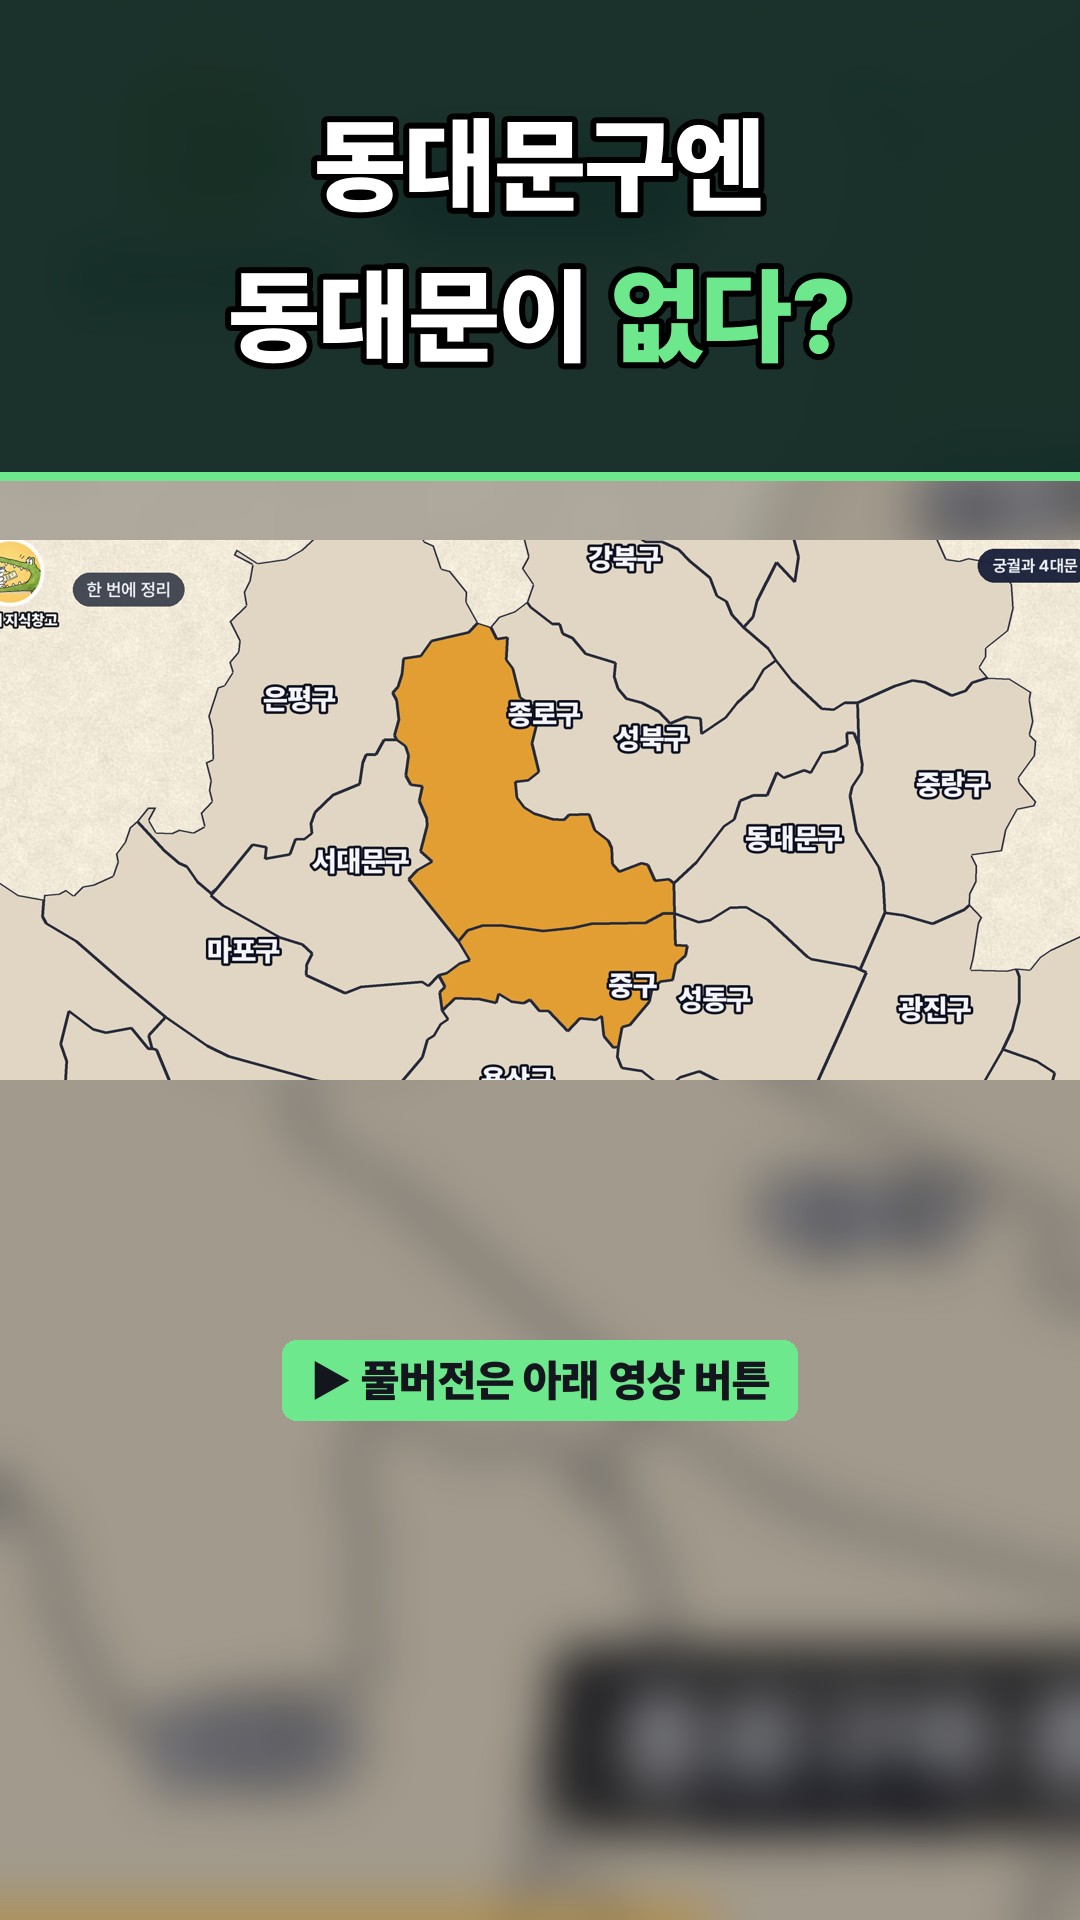 동대문구엔
동대문이 없다?
강북구
궁궐과 4대문
한 번에 정리
지식창고
은평구
종로구
성북구
중랑구
동대문구
서대문구
마포구
중구
성동구
광진구
용산구
▶ 풀버전은 아래 영상 버튼